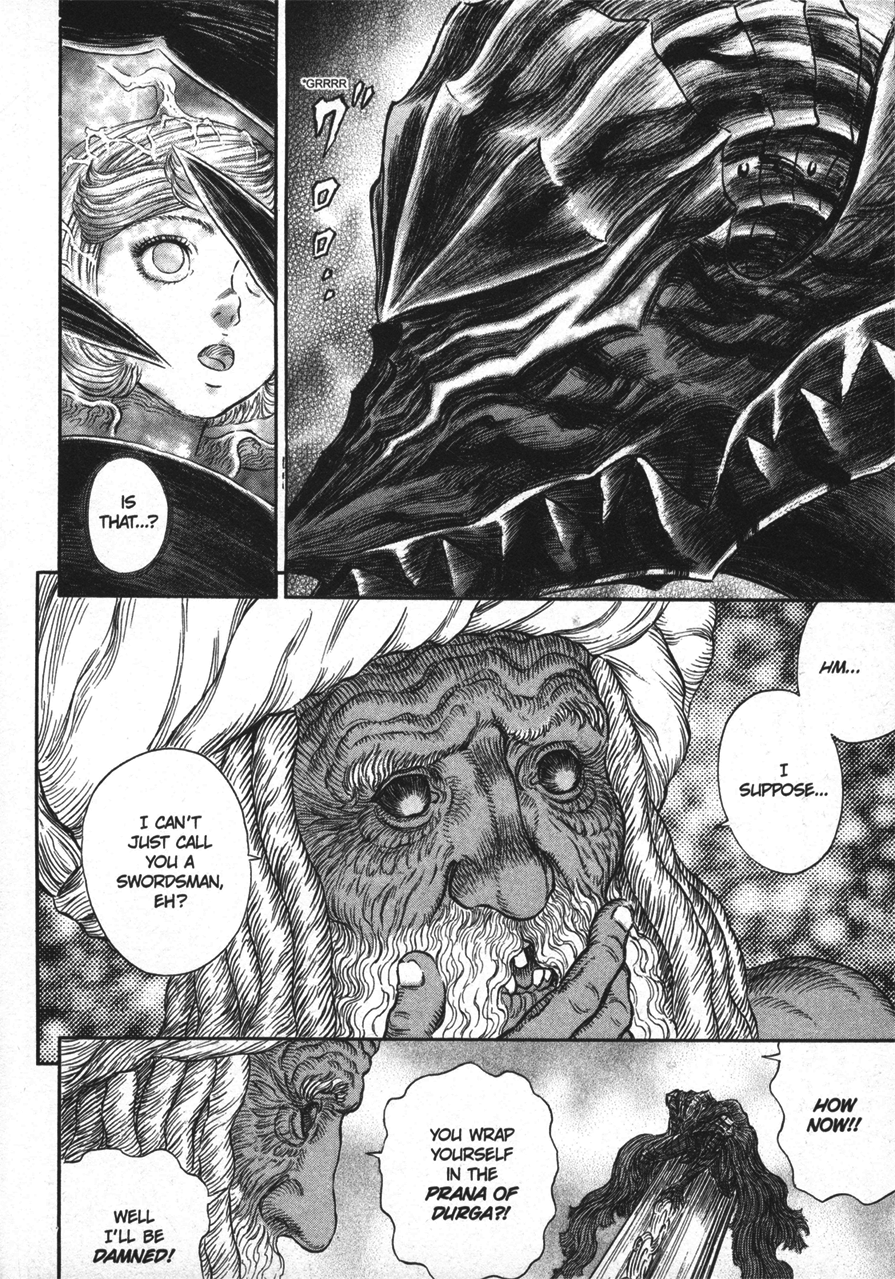 *GRRRR
グロロ…
IS
THAT...?
HM...
I
SUPPOSE...
I CAN'T
JUST CALL
YOU A
SWORDSMAN,
EH?
HOW
NOW!!
YOU WRAP
YOURSELF
IN THE
PRANA OF
DURGA?!
WELL
I'LL BE
DAMNED!